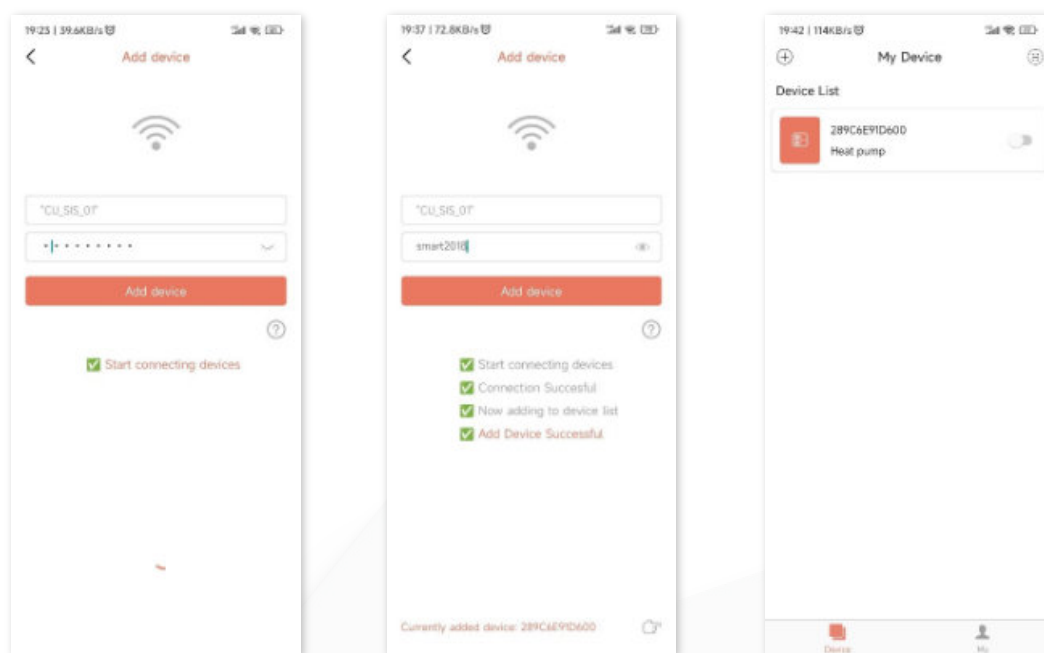 19:23 | 39.6KB/s
Add device
"CU_SIS_01"
Add device
Start connecting devices
19:37 | 72.8KB/s
Add device
"CU_SIS_01"
smart2018
Add device
Start connecting devices
Connection Succesful
Now adding to device list
Add Device Successful
Currently added device: 289C6E91D600
19:42 | 114KB/s
My Device
Device List
289C6E91D600
Heat pump
Device
My